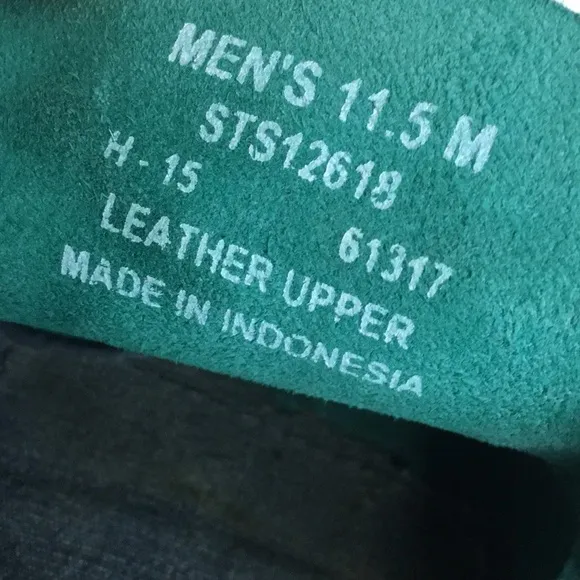 MEN'S 11.5 M
STS12618
H - 15 61317
LEATHER UPPER
MADE IN INDONESIA